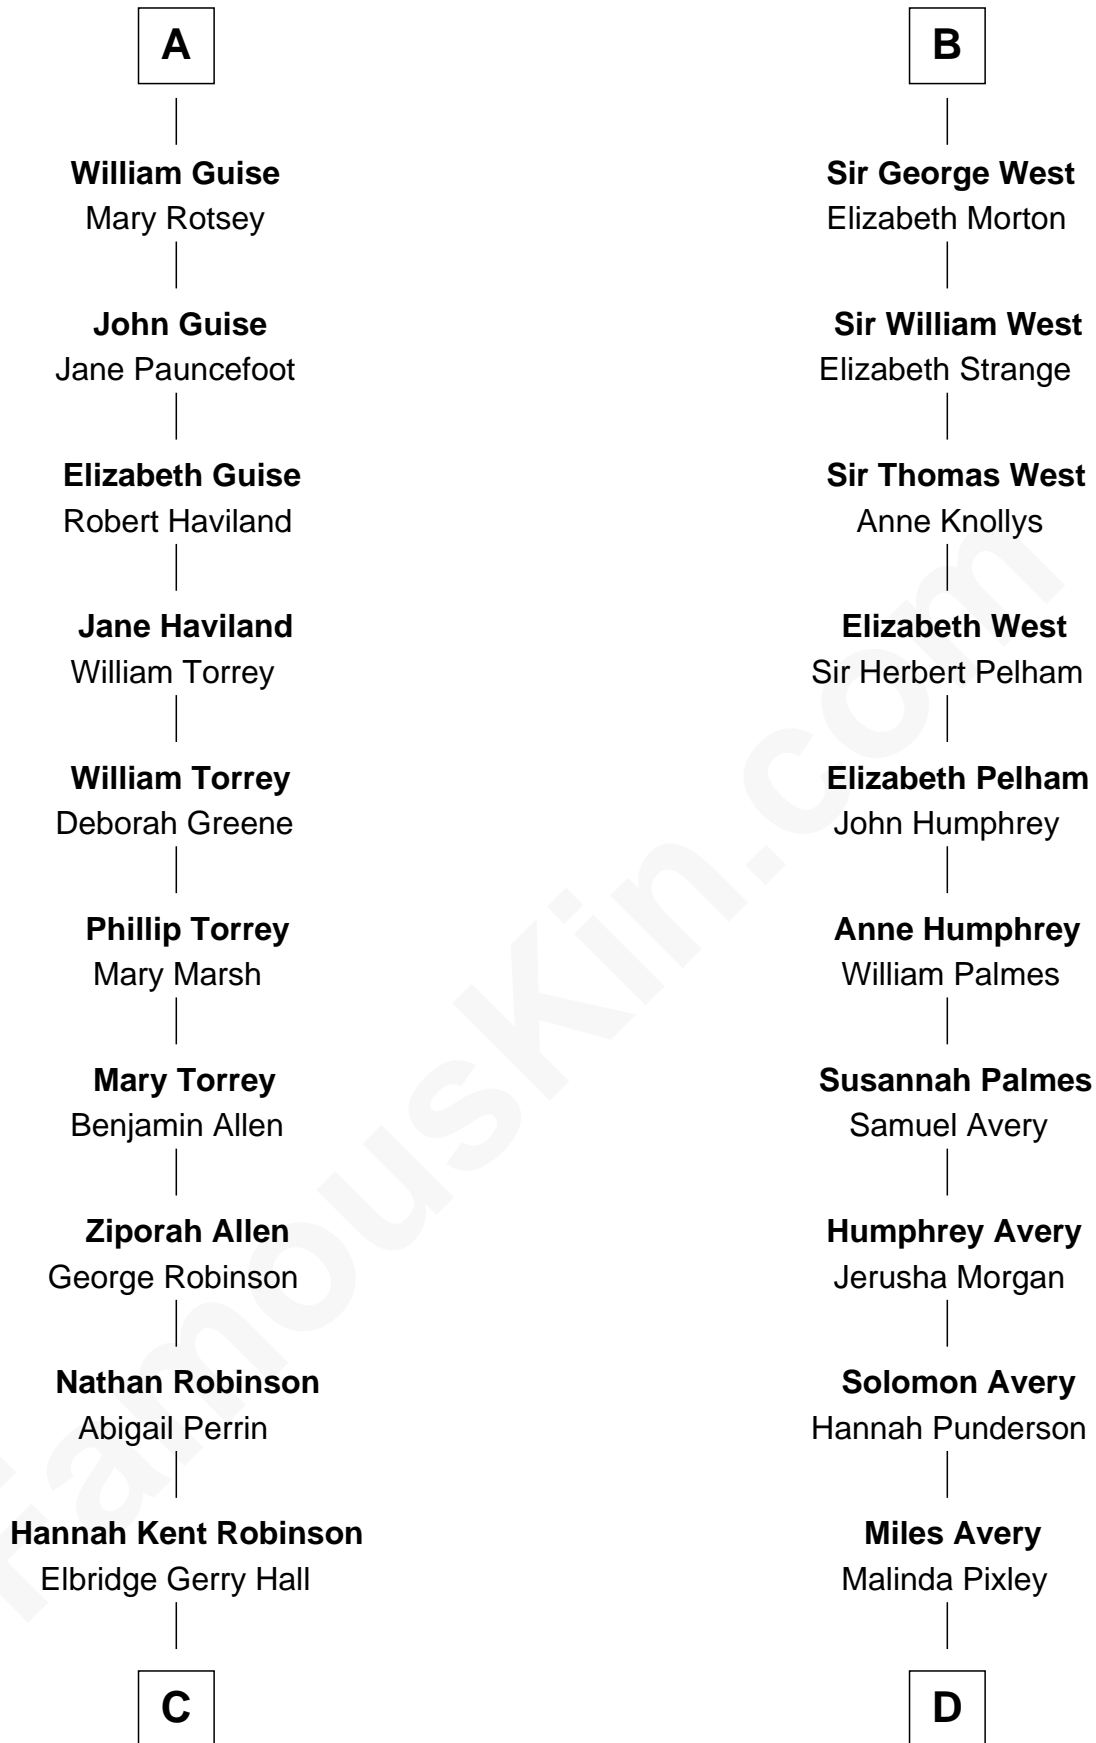 A
William Guise
Mary Rotsey
John Guise
Jane Pauncefoot
Elizabeth Guise
Robert Haviland
Jane Haviland
William Torrey
William Torrey
Deborah Greene
Phillip Torrey
Mary Marsh
Mary Torrey
Benjamin Allen
Ziporah Allen
George Robinson
Nathan Robinson
Abigail Perrin
Hannah Kent Robinson
Elbridge Gerry Hall
C
B
Sir George West
Elizabeth Morton
Sir William West
Elizabeth Strange
Sir Thomas West
Anne Knollys
Elizabeth West
Sir Herbert Pelham
Elizabeth Pelham
John Humphrey
Anne Humphrey
William Palmes
Susannah Palmes
Samuel Avery
Humphrey Avery
Jerusha Morgan
Solomon Avery
Hannah Punderson
Miles Avery
Malinda Pixley
D
famouskin.com